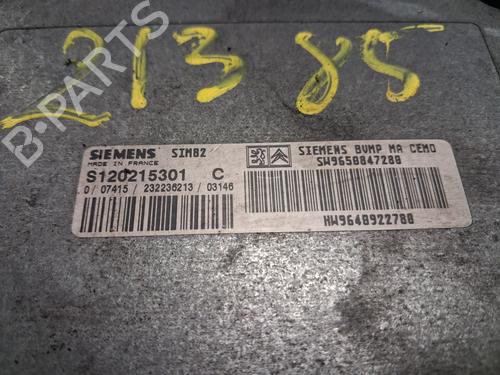 213 85
SIEMENS SIM82
MADE IN FRANCE
S120215301 C
0 / 07415 / 232236213 / 03146
SIEMENS BVMP MA CEMO
SW9658847280
HW9648922780
B-PARTS